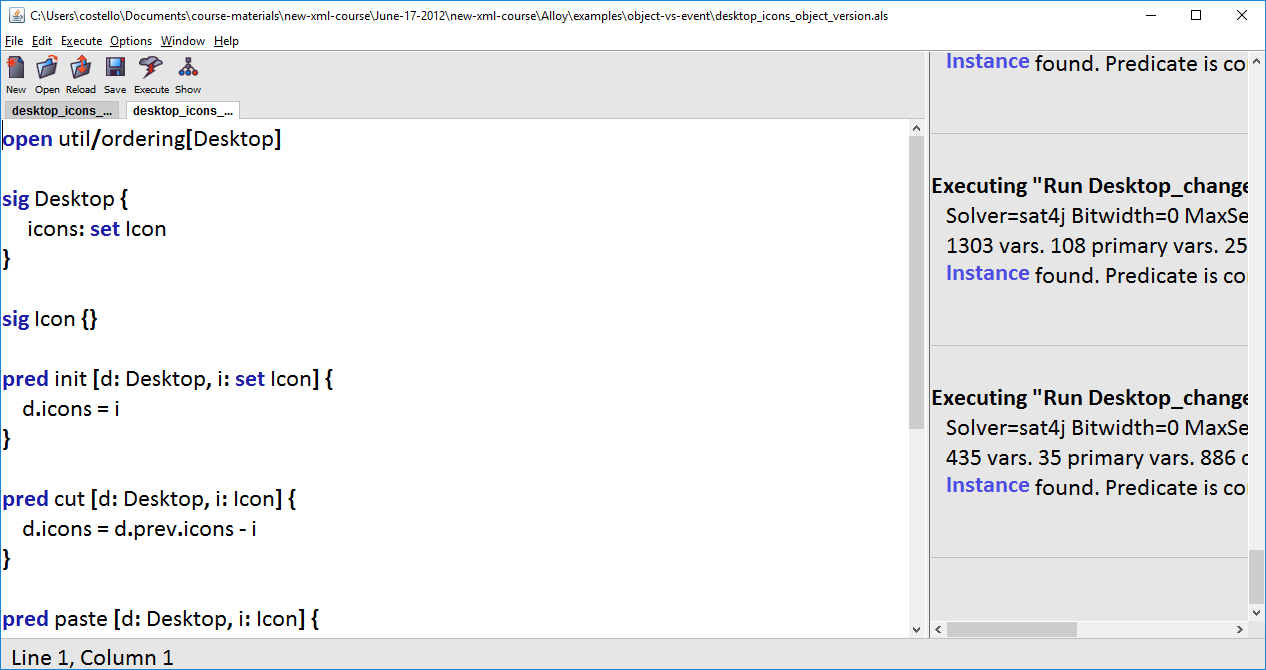 C:\Users\costello\Documents\course-materials\new-xml-course\June-17-2012\new-xml-course\Alloy\examples\object-vs-event\desktop_icons_object_version.als
File Edit Execute Options Window Help
New Open Reload Save Execute Show
desktop_icons_... desktop_icons_...
open util/ordering[Desktop]
sig Desktop {
icons: set Icon
}
sig Icon {}
pred init [d: Desktop, i: set Icon] {
d.icons = i
}
pred cut [d: Desktop, i: Icon] {
d.icons = d.prev.icons - i
}
pred paste [d: Desktop, i: Icon] {
Instance found. Predicate is co
Executing "Run Desktop_change
Solver=sat4j Bitwidth=0 MaxSe
1303 vars. 108 primary vars. 25
Instance found. Predicate is co
Executing "Run Desktop_change
Solver=sat4j Bitwidth=0 MaxSe
435 vars. 35 primary vars. 886 c
Instance found. Predicate is co
Line 1, Column 1